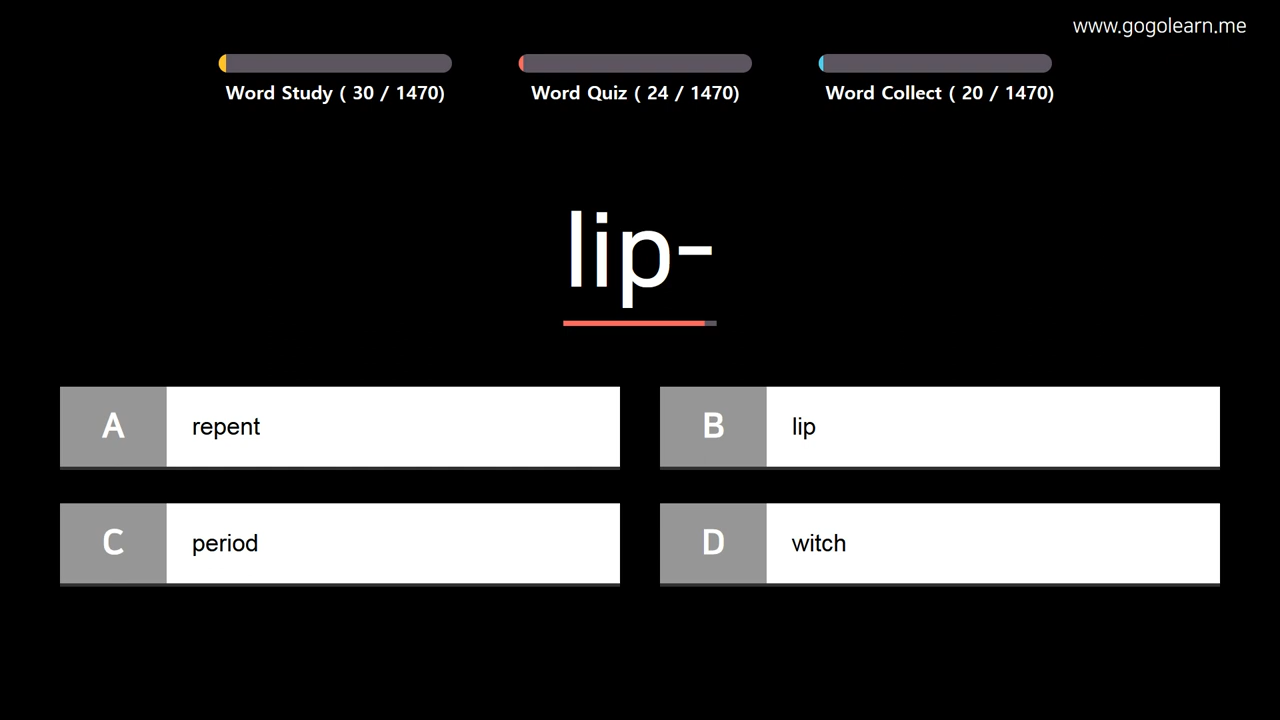 www.gogolearn.me
Word Study ( 30 / 1470)
Word Quiz ( 24 / 1470)
Word Collect ( 20 / 1470)
lip-
A repent
B lip
C period
D witch